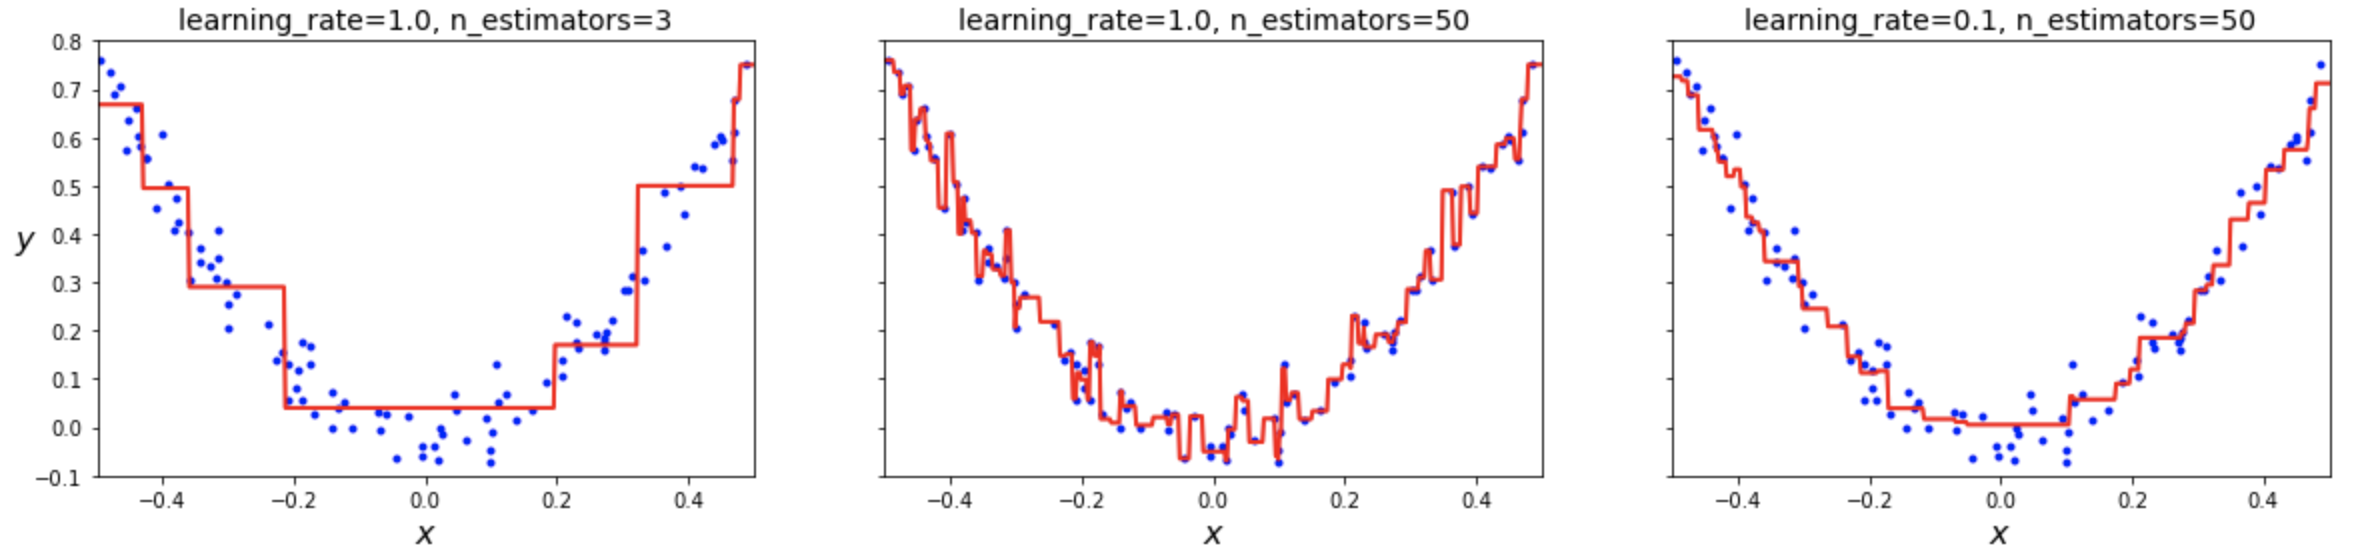 learning_rate=1.0, n_estimators=3
learning_rate=1.0, n_estimators=50
learning_rate=0.1, n_estimators=50
0.8
0.7
0.6
0.5
0.4
0.3
0.2
0.1
0.0
−0.1
y
−0.4 −0.2 0.0 0.2 0.4
−0.4 −0.2 0.0 0.2 0.4
−0.4 −0.2 0.0 0.2 0.4
x
x
x